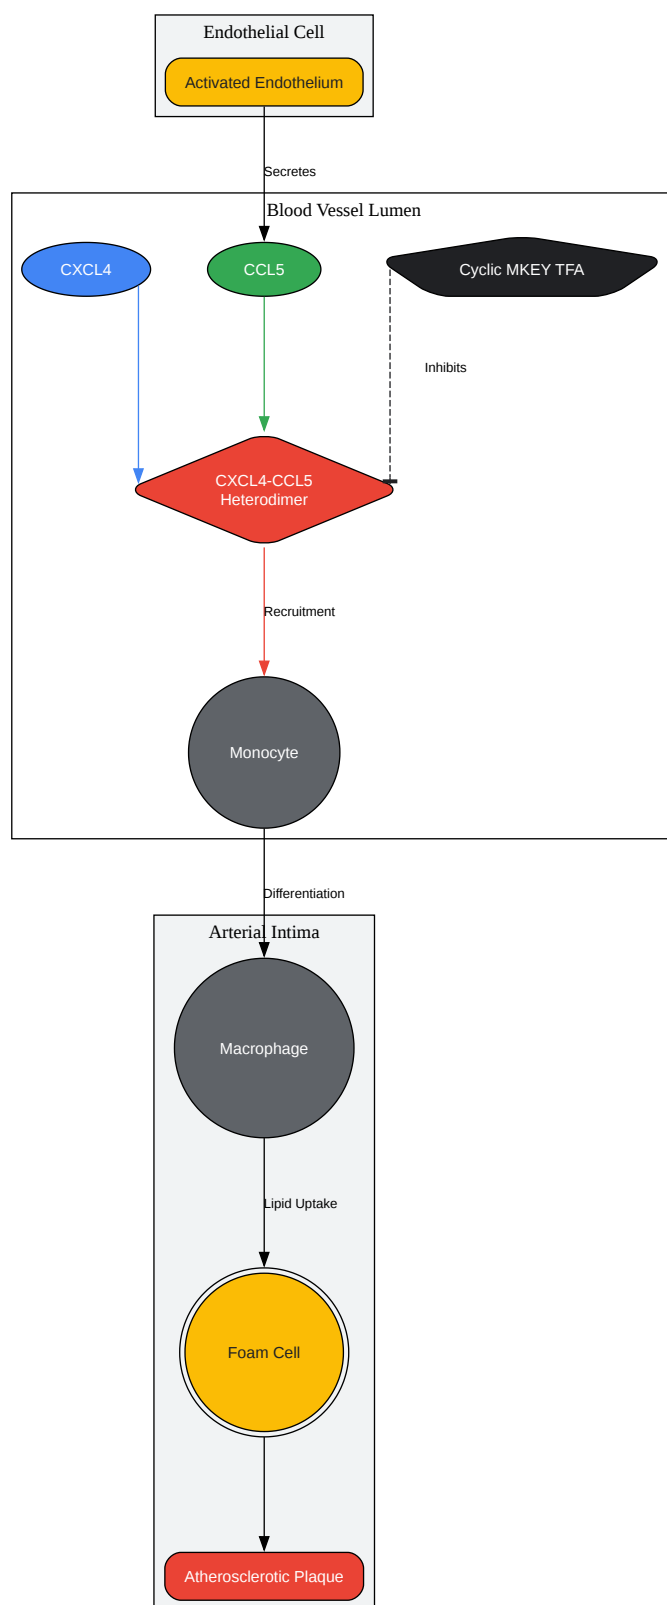 Endothelial Cell
Activated Endothelium
Secretes
Blood Vessel Lumen
CXCL4
CCL5
Cyclic MKEY TFA
Inhibits
CXCL4-CCL5
Heterodimer
Recruitment
Monocyte
Differentiation
Arterial Intima
Macrophage
Lipid Uptake
Foam Cell
Atherosclerotic Plaque